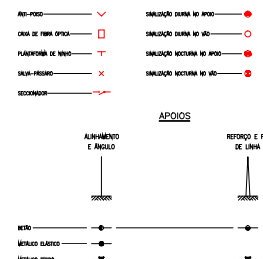 ANTI-POISO
SINALIZAÇÃO DIURNA NO APOIO
CAIXA DE FIBRA ÓPTICA
SINALIZAÇÃO DIURNA NO VÃO
PLANTAFORMA DE NINHO
SINALIZAÇÃO NOCTURNA NO APOIO
SALVA-PÁSSARO
SINALIZAÇÃO NOCTURNA NO VÃO
SECCIONADOR
APOIOS
ALINHAMENTO
E ÂNGULO
REFORÇO E F
DE LINHA
BETÃO
METÁLICO ELÁSTICO